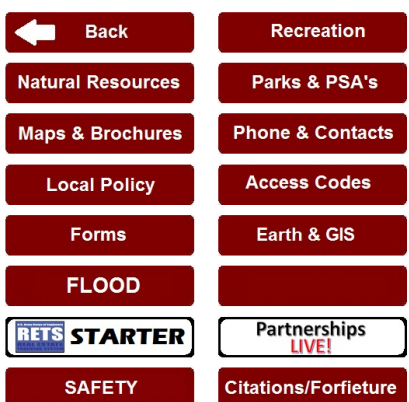 Back
Recreation
Natural Resources
Parks & PSA's
Maps & Brochures
Phone & Contacts
Local Policy
Access Codes
Forms
Earth & GIS
FLOOD
RETS STARTER
Partnerships
LIVE!
SAFETY
Citations/Forfieture